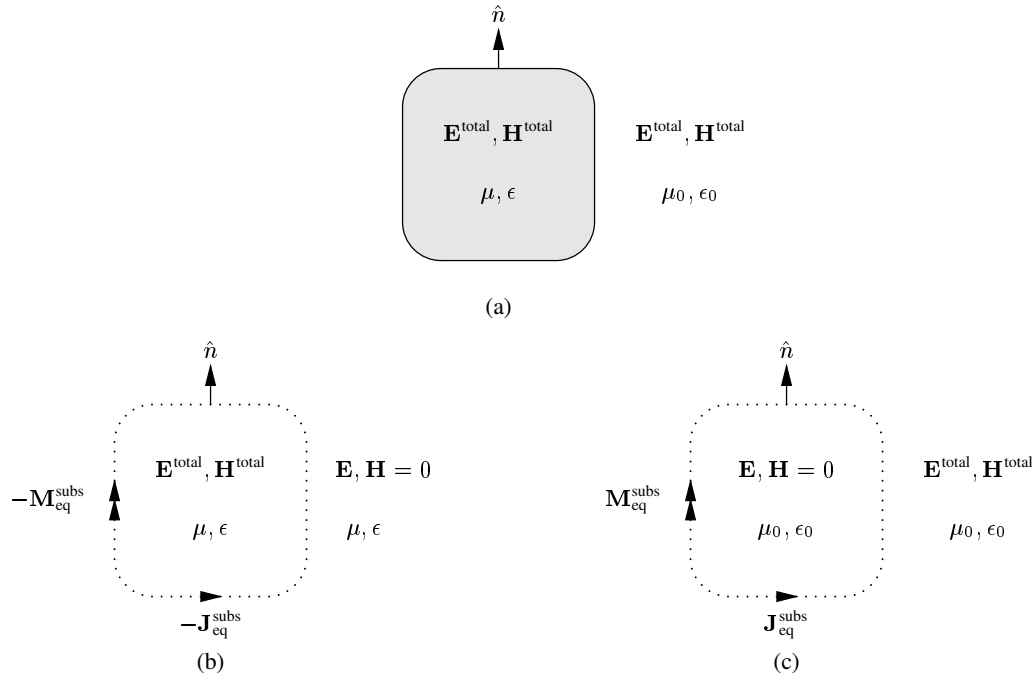 n̂
𝐄^total, 𝐇^total 𝐄^total, 𝐇^total
μ, ϵ μ₀, ϵ₀
(a)
n̂ n̂
𝐄^total, 𝐇^total 𝐄, 𝐇 = 0 𝐄, 𝐇 = 0 𝐄^total, 𝐇^total
−𝐌_eq^subs 𝐌_eq^subs
μ, ϵ μ, ϵ μ₀, ϵ₀ μ₀, ϵ₀
−𝐉_eq^subs 𝐉_eq^subs
(b) (c)